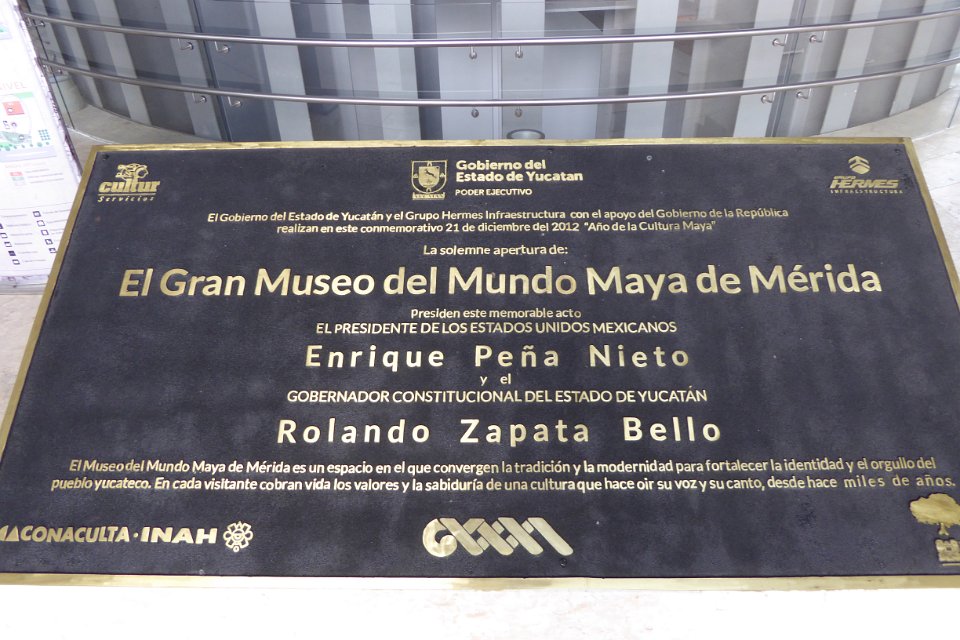 NIVEL
cultur
Servicios
Gobierno del
Estado de Yucatan
PODER EJECUTIVO
YUCATAN
GRUPO
HERMES
INFRAESTRUCTURA
El Gobierno del Estado de Yucatán y el Grupo Hermes Infraestructura con el apoyo del Gobierno de la República
realizan en este conmemorativo 21 de diciembre del 2012 "Año de la Cultura Maya"
La solemne apertura de:
El Gran Museo del Mundo Maya de Mérida
Presiden este memorable acto
EL PRESIDENTE DE LOS ESTADOS UNIDOS MEXICANOS
Enrique Peña Nieto
y el
GOBERNADOR CONSTITUCIONAL DEL ESTADO DE YUCATÁN
Rolando Zapata Bello
El Museo del Mundo Maya de Mérida es un espacio en el que convergen la tradición y la modernidad para fortalecer la identidad y el orgullo del
pueblo yucateco. En cada visitante cobran vida los valores y la sabiduría de una cultura que hace oir su voz y su canto, desde hace miles de años.
CONACULTA · INAH
GMMM